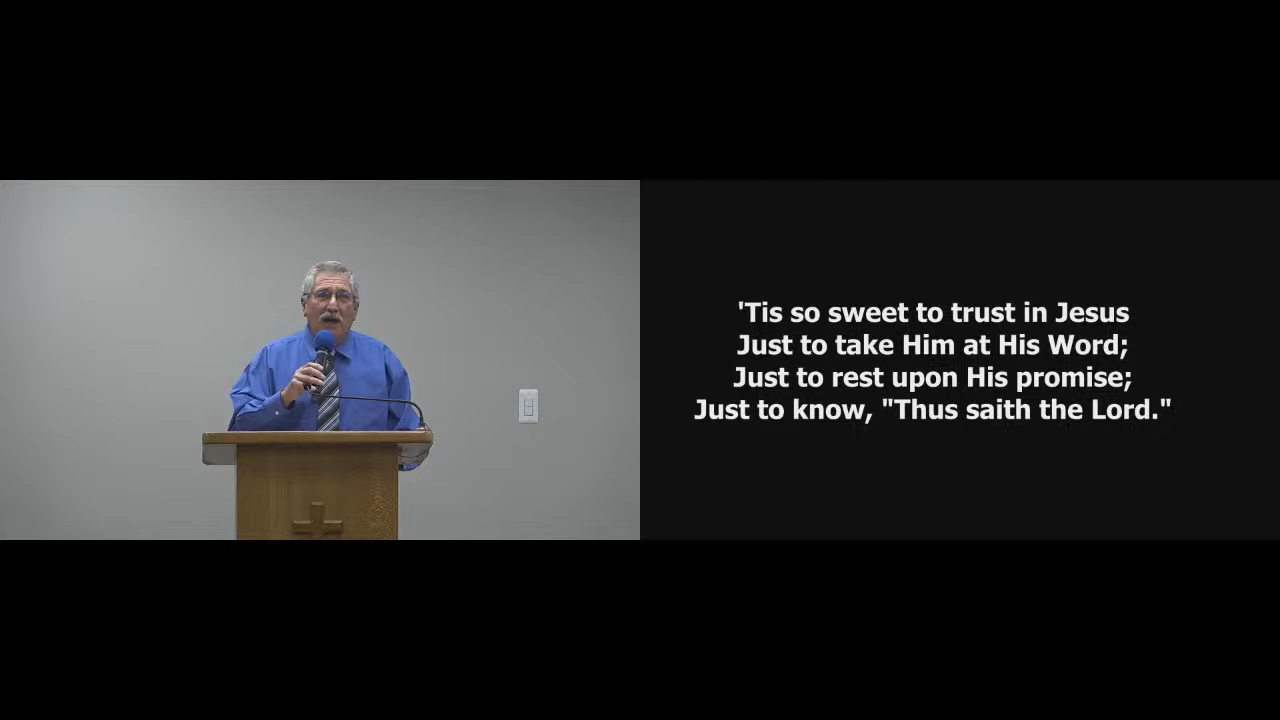 'Tis so sweet to trust in Jesus
Just to take Him at His Word;
Just to rest upon His promise;
Just to know, "Thus saith the Lord."